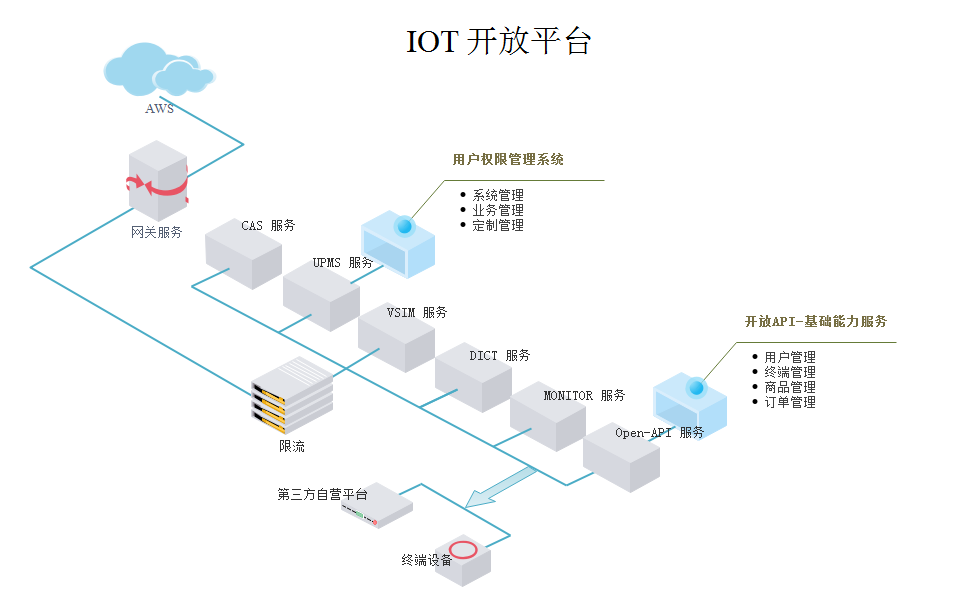 IOT 开放平台
AWS
用户权限管理系统
系统管理
业务管理
定制管理
网关服务
CAS 服务
UPMS 服务
VSIM 服务
开放API-基础能力服务
DICT 服务
用户管理
终端管理
商品管理
订单管理
MONITOR 服务
Open-API 服务
限流
第三方自营平台
终端设备